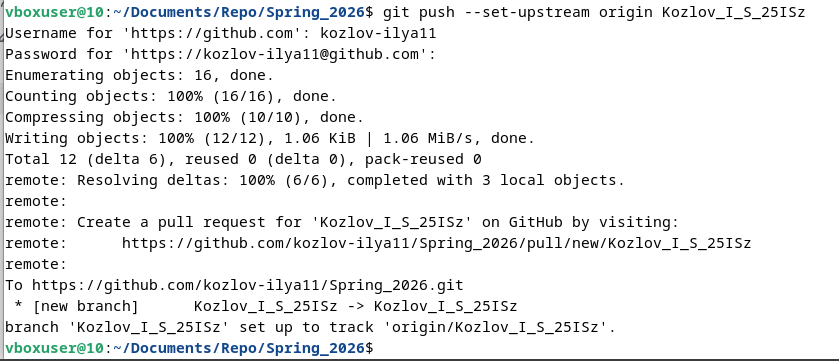 vboxuser@10:~/Documents/Repo/Spring_2026$ git push --set-upstream origin Kozlov_I_S_25ISz
Username for 'https://github.com': kozlov-ilya11
Password for 'https://kozlov-ilya11@github.com':
Enumerating objects: 16, done.
Counting objects: 100% (16/16), done.
Compressing objects: 100% (10/10), done.
Writing objects: 100% (12/12), 1.06 KiB | 1.06 MiB/s, done.
Total 12 (delta 6), reused 0 (delta 0), pack-reused 0
remote: Resolving deltas: 100% (6/6), completed with 3 local objects.
remote:
remote: Create a pull request for 'Kozlov_I_S_25ISz' on GitHub by visiting:
remote:      https://github.com/kozlov-ilya11/Spring_2026/pull/new/Kozlov_I_S_25ISz
remote:
To https://github.com/kozlov-ilya11/Spring_2026.git
 * [new branch]      Kozlov_I_S_25ISz -> Kozlov_I_S_25ISz
branch 'Kozlov_I_S_25ISz' set up to track 'origin/Kozlov_I_S_25ISz'.
vboxuser@10:~/Documents/Repo/Spring_2026$